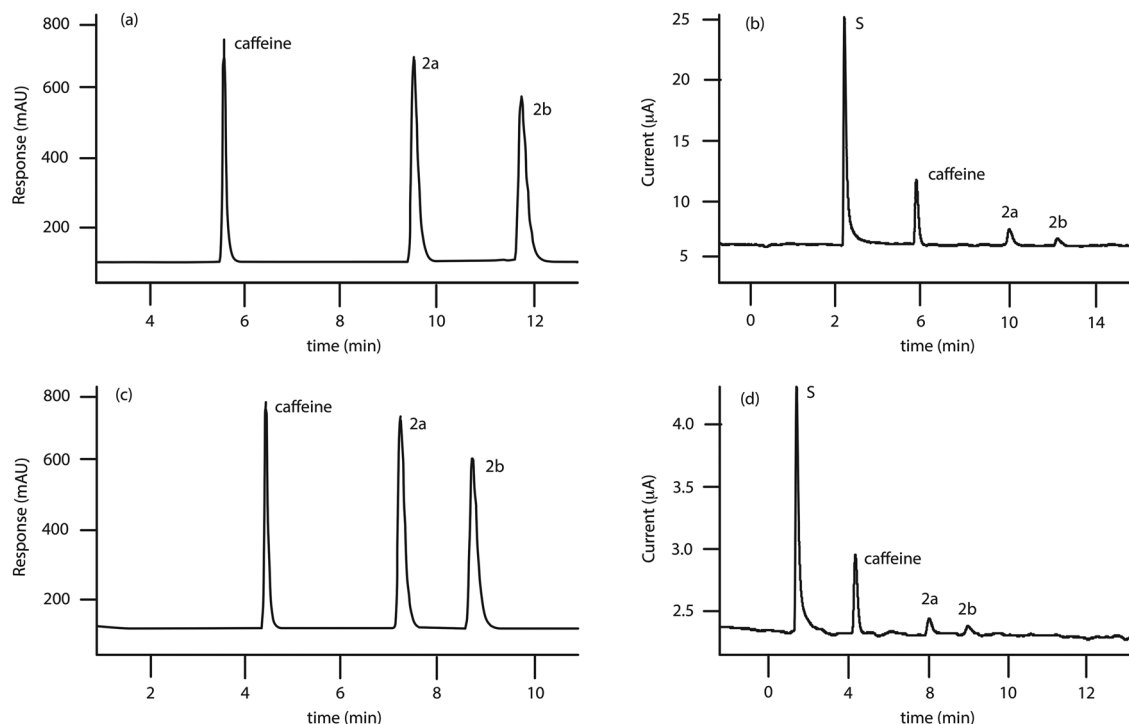 (a)
800
600
400
200
Response (mAU)
caffeine
2a
2b
4
6
8
10
12
time (min)
(b)
25
20
15
10
5
Current (μA)
S
caffeine
2a
2b
0
2
6
10
14
time (min)
(c)
800
600
400
200
Response (mAU)
caffeine
2a
2b
2
4
6
8
10
time (min)
(d)
4.0
3.5
3.0
2.5
Current (μA)
S
caffeine
2a
2b
0
4
8
10
12
time (min)